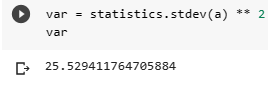 var = statistics.stdev(a) ** 2
var
25.529411764705884